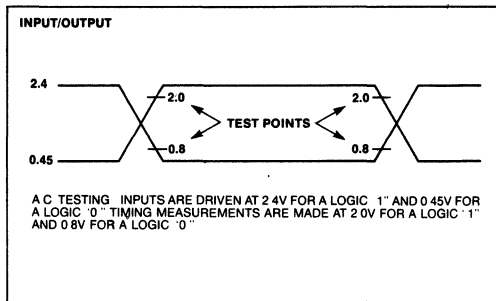 INPUT/OUTPUT
2.4
2.0
2.0
TEST POINTS
0.8
0.8
0.45
A C TESTING INPUTS ARE DRIVEN AT 2 4V FOR A LOGIC 1" AND 0 45V FOR
A LOGIC '0" TIMING MEASUREMENTS ARE MADE AT 2 0V FOR A LOGIC '1"
AND 0 8V FOR A LOGIC '0"